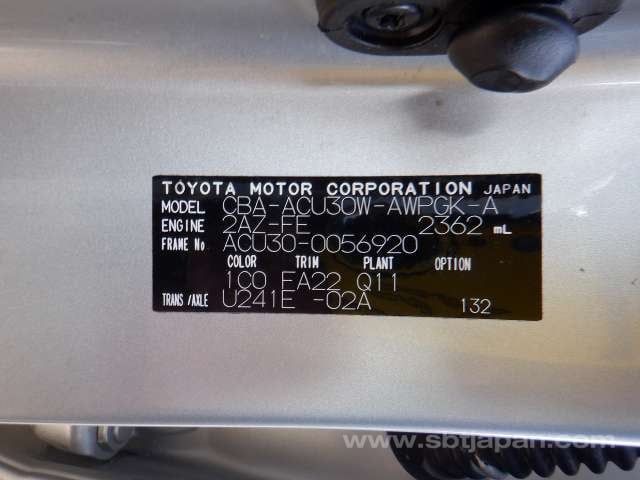 TOYOTA MOTOR CORPORATION JAPAN
MODEL CBA-ACU30W-AWPGK-A
ENGINE 2AZ-FE 2362 mL
FRAME No ACU30-0056920
COLOR TRIM PLANT OPTION
1C0 EA22 Q11
TRANS/AXLE U241E -02A 132
www.sbtjapan.com